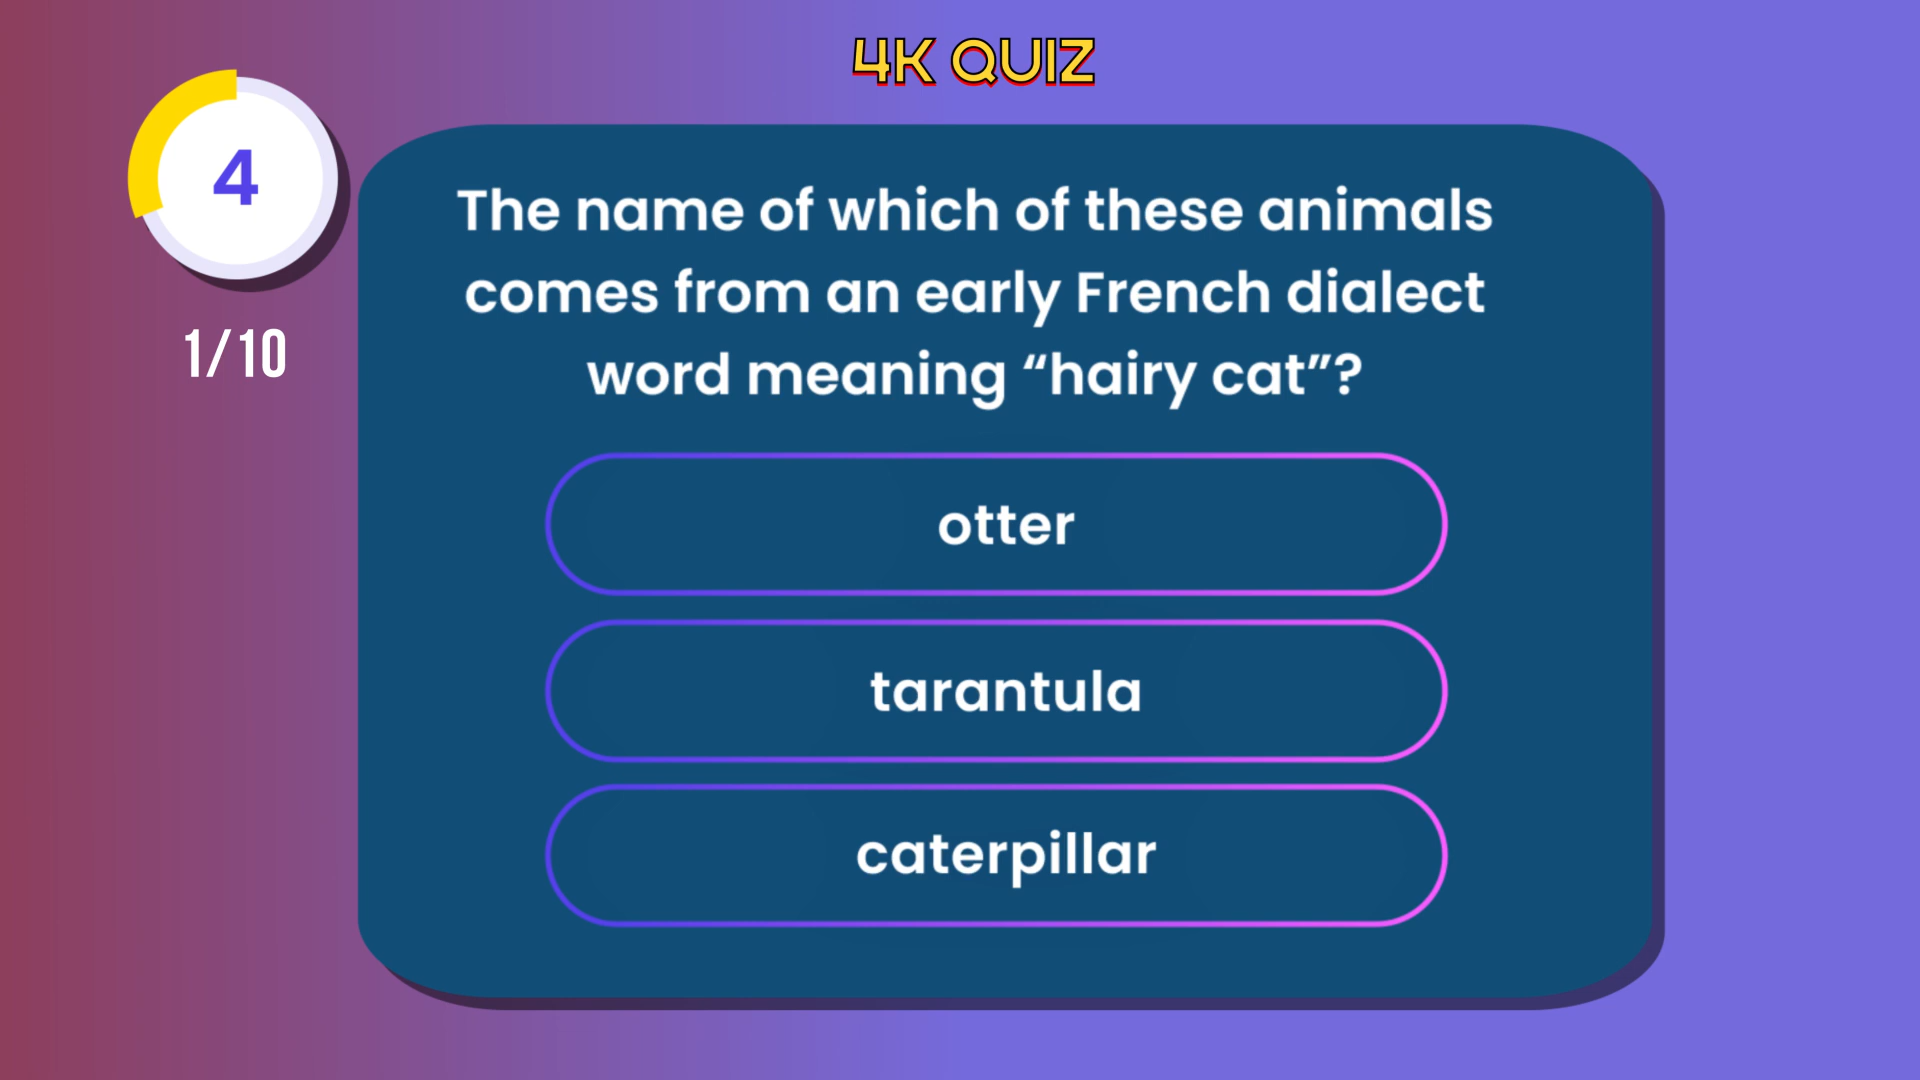 4K QUIZ
4
1/10
The name of which of these animals
comes from an early French dialect
word meaning “hairy cat”?
otter
tarantula
caterpillar